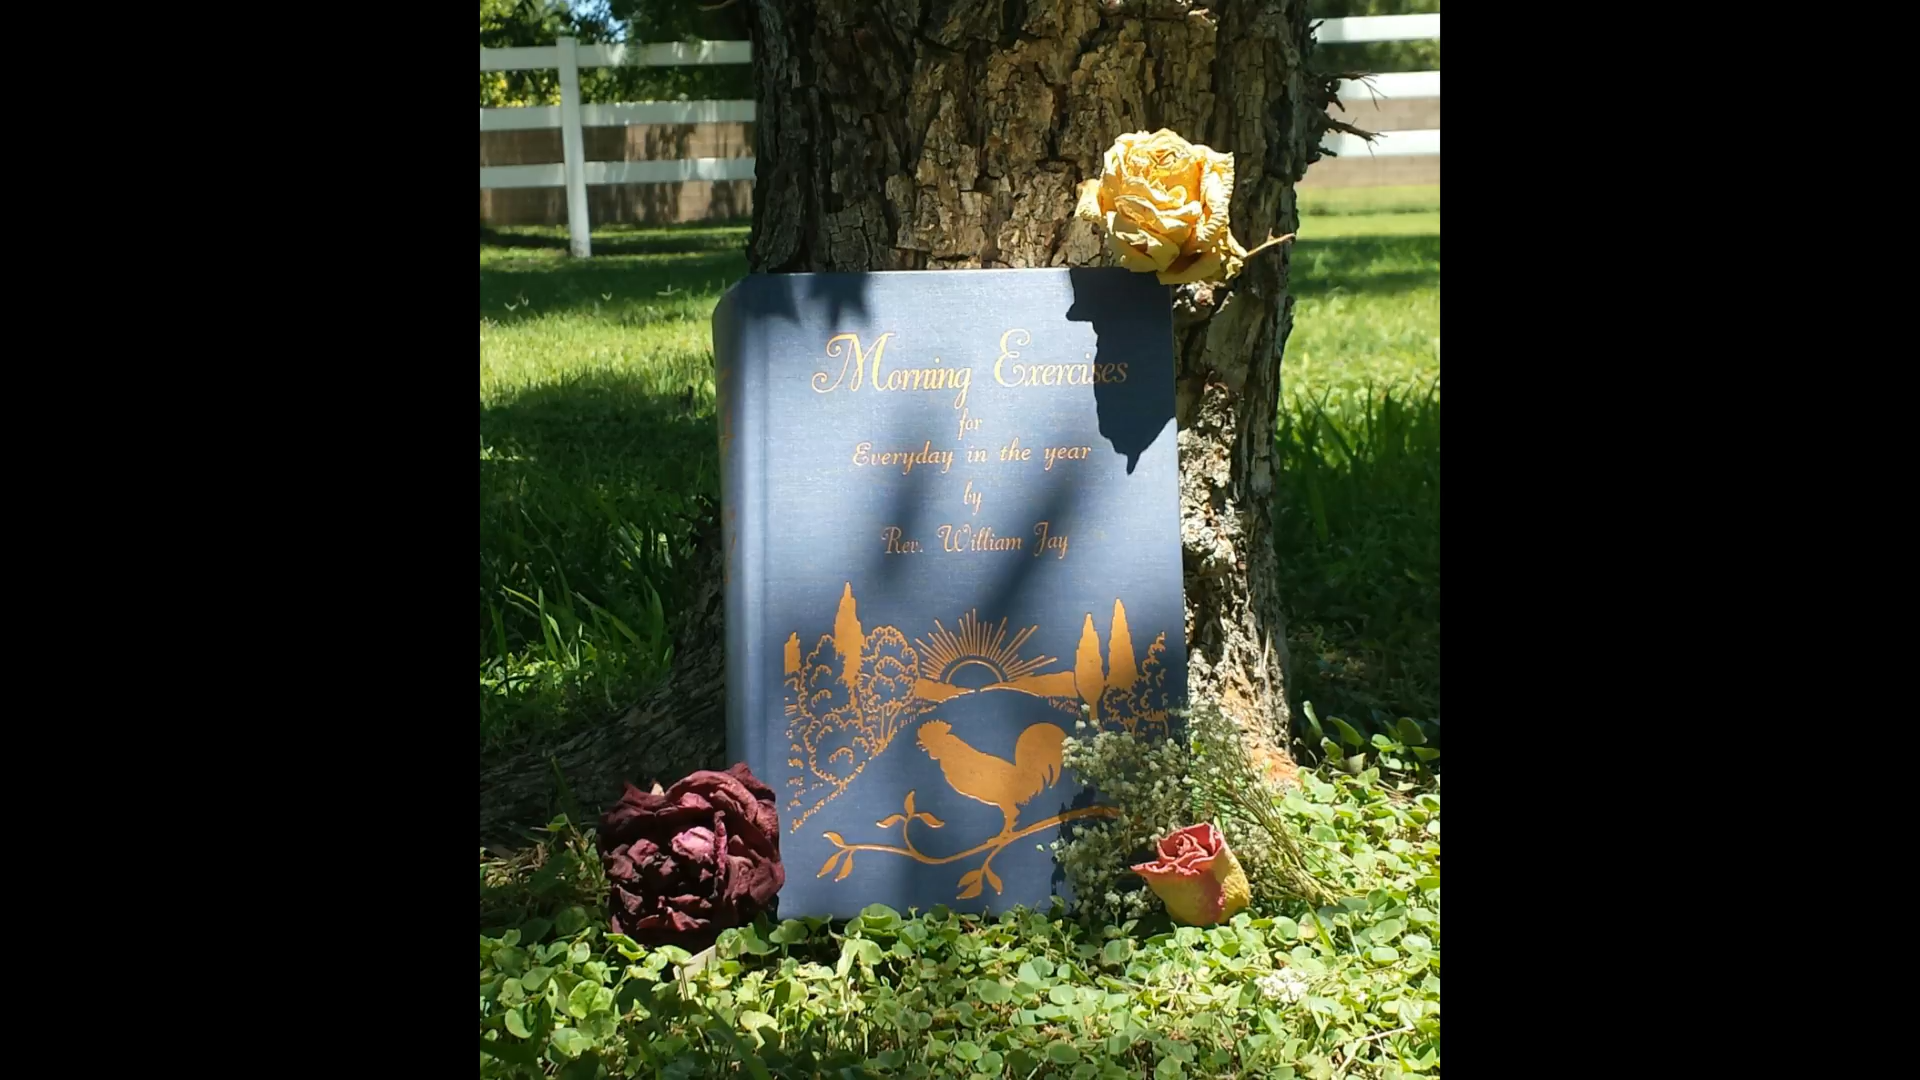 Morning Exercises
for
Everyday in the year
by
Rev. William Jay